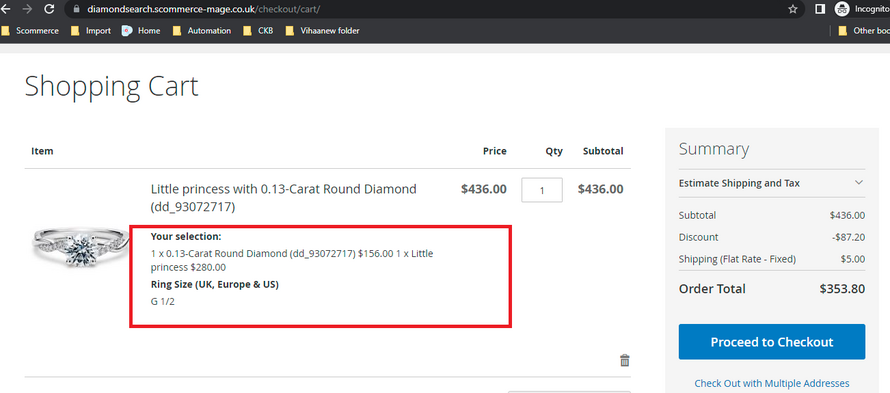 diamondsearch.scommerce-mage.co.uk/checkout/cart/
Incognito
Scommerce Import Home Automation CKB Vihaanew folder
Shopping Cart
Item Price Qty Subtotal
Little princess with 0.13-Carat Round Diamond $436.00 1 $436.00
(dd_93072717)
Your selection:
1 x 0.13-Carat Round Diamond (dd_93072717) $156.00 1 x Little
princess $280.00
Ring Size (UK, Europe & US)
G 1/2
Summary
Estimate Shipping and Tax
Subtotal $436.00
Discount -$87.20
Shipping (Flat Rate - Fixed) $5.00
Order Total $353.80
Proceed to Checkout
Check Out with Multiple Addresses